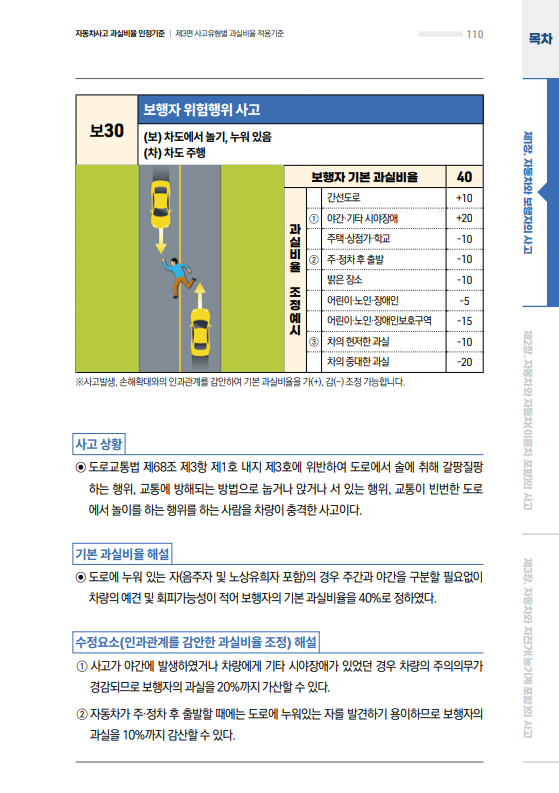 자동차사고 과실비율 인정기준 | 제3편 사고유형별 과실비율 적용기준
110
목차
보30
보행자 위험행위 사고
(보) 차도에서 놀기, 누워 있음
(차) 차도 주행
보행자 기본 과실비율 40
과실비율 조정예시
간선도로 +10
① 야간·기타 시야장애 +20
주택·상점가·학교 -10
② 주·정차 후 출발 -10
밝은 장소 -10
어린이·노인·장애인 -5
어린이·노인·장애인보호구역 -15
③ 차의 현저한 과실 -10
차의 중대한 과실 -20
※사고발생, 손해확대와의 인과관계를 감안하여 기본 과실비율을 가(+), 감(-) 조정 가능합니다.
사고 상황
◉ 도로교통법 제68조 제3항 제1호 내지 제3호에 위반하여 도로에서 술에 취해 갈팡질팡
하는 행위, 교통에 방해되는 방법으로 눕거나 앉거나 서 있는 행위, 교통이 빈번한 도로
에서 놀이를 하는 행위를 하는 사람을 차량이 충격한 사고이다.
기본 과실비율 해설
◉ 도로에 누워 있는 자(음주자 및 노상유희자 포함)의 경우 주간과 야간을 구분할 필요없이
차량의 예견 및 회피가능성이 적어 보행자의 기본 과실비율을 40%로 정하였다.
수정요소(인과관계를 감안한 과실비율 조정) 해설
① 사고가 야간에 발생하였거나 차량에게 기타 시야장애가 있었던 경우 차량의 주의의무가
경감되므로 보행자의 과실을 20%까지 가산할 수 있다.
② 자동차가 주·정차 후 출발할 때에는 도로에 누워있는 자를 발견하기 용이하므로 보행자의
과실을 10%까지 감산할 수 있다.
제1장. 자동차와 보행자의 사고
제2장. 자동차와 자동차(이륜차 포함)의 사고
제3장. 자동차와 자전거(농기계 포함)의 사고